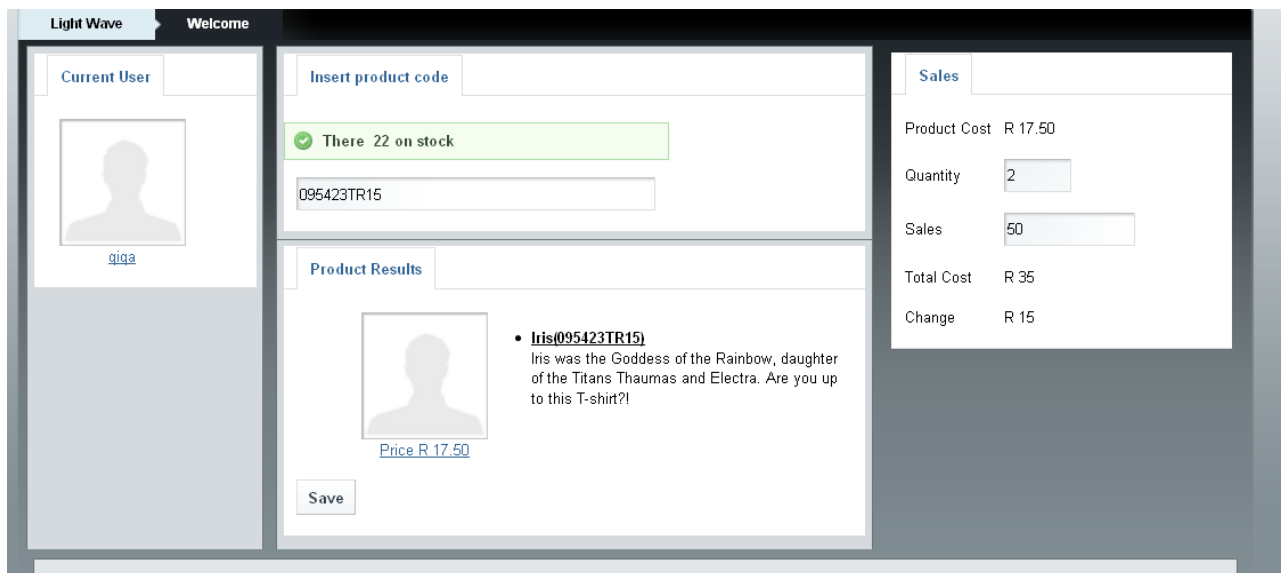 Light Wave Welcome
Current User
qiqa
Insert product code
There 22 on stock
095423TR15
Product Results
Price R 17.50
Iris(095423TR15)
Iris was the Goddess of the Rainbow, daughter
of the Titans Thaumas and Electra. Are you up
to this T-shirt?!
Save
Sales
Product Cost R 17.50
Quantity 2
Sales 50
Total Cost R 35
Change R 15